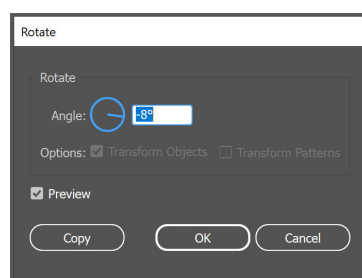 Rotate
Rotate
Angle: -8°
Options: Transform Objects Transform Patterns
Preview
Copy OK Cancel